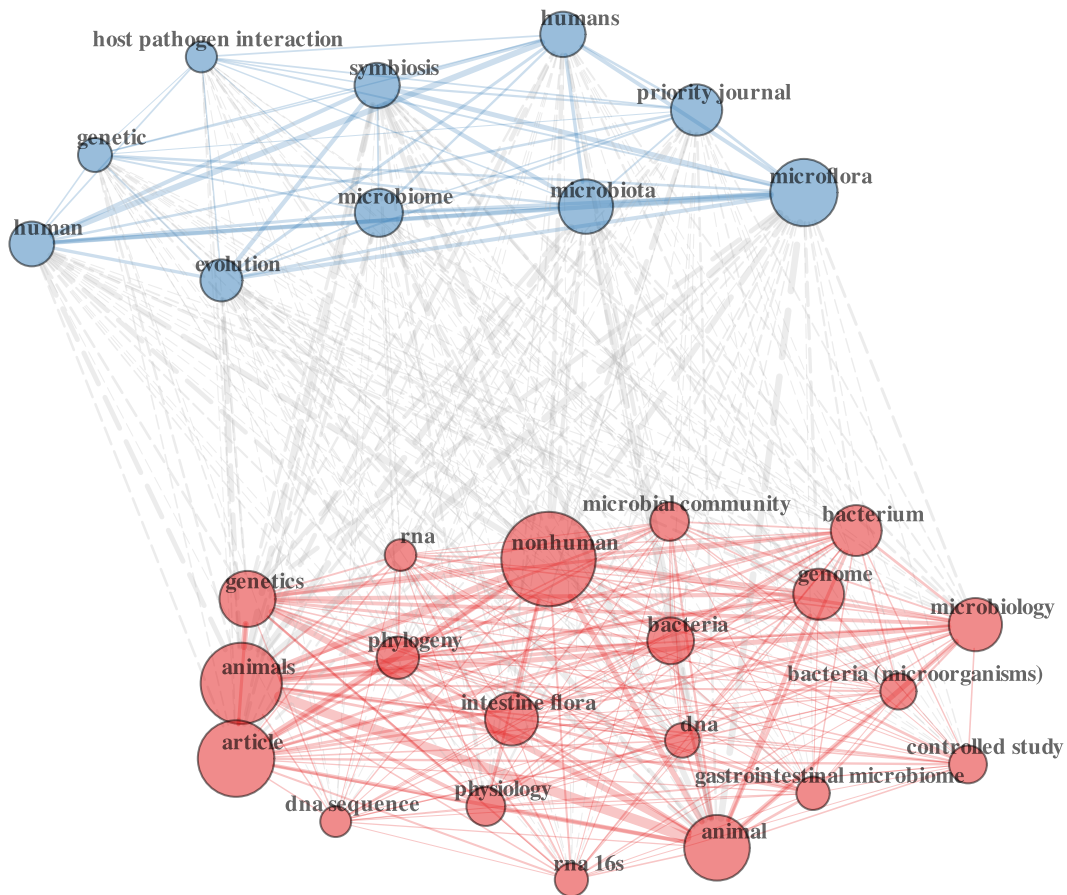 humans
host pathogen interaction
symbiosis
priority journal
genetic
microflora
microbiome
microbiota
human
evolution
microbial community
bacterium
rna
nonhuman
genetics
genome
microbiology
bacteria
phylogeny
animals
bacteria (microorganisms)
intestine flora
dna
article
controlled study
gastrointestinal microbiome
physiology
dna sequence
animal
rna 16s